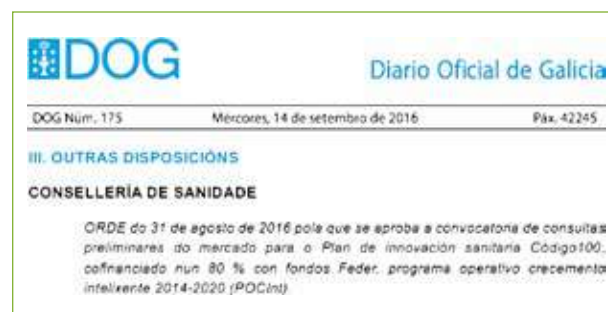 DOG
Diario Oficial de Galicia
DOG Núm. 175 Mércores, 14 de setembro de 2016 Páx. 42245
III. OUTRAS DISPOSICIÓNS
CONSELLERÍA DE SANIDADE
ORDE do 31 de agosto de 2016 pola que se aproba a convocatoria de consultas
preliminares do mercado para o Plan de innovación sanitaria Código100,
cofinanciado nun 80 % con fondos Feder, programa operativo crecemento
intelixente 2014-2020 (POCInt)